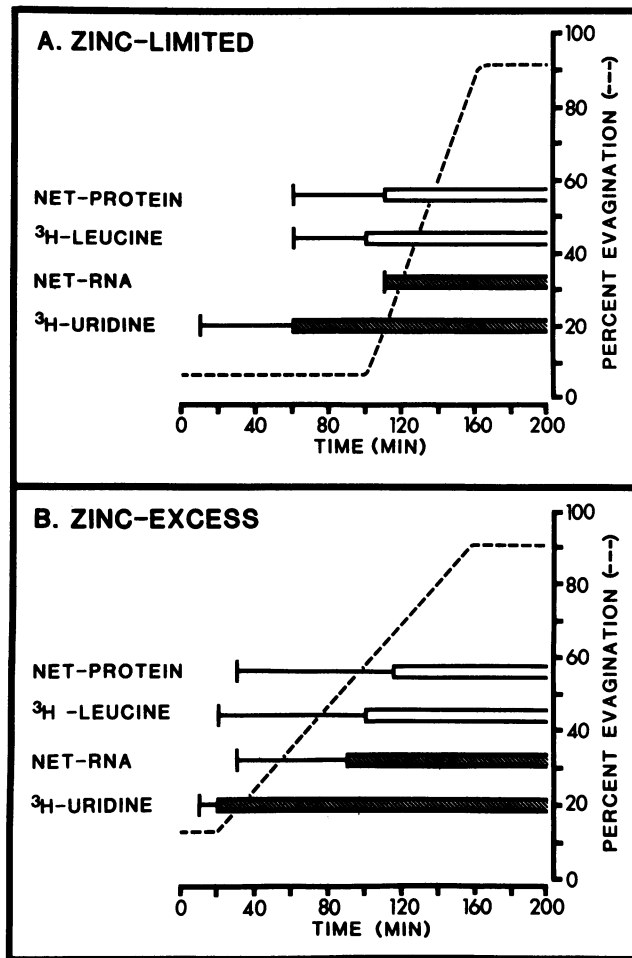 A. ZINC-LIMITED
NET-PROTEIN
³H-LEUCINE
NET-RNA
³H-URIDINE
100
80
60
40
20
0
PERCENT EVAGINATION (---)
0 40 80 120 160 200
TIME (MIN)
B. ZINC-EXCESS
NET-PROTEIN
³H -LEUCINE
NET-RNA
³H-URIDINE
100
80
60
40
20
0
PERCENT EVAGINATION (---)
0 40 80 120 160 200
TIME (MIN)